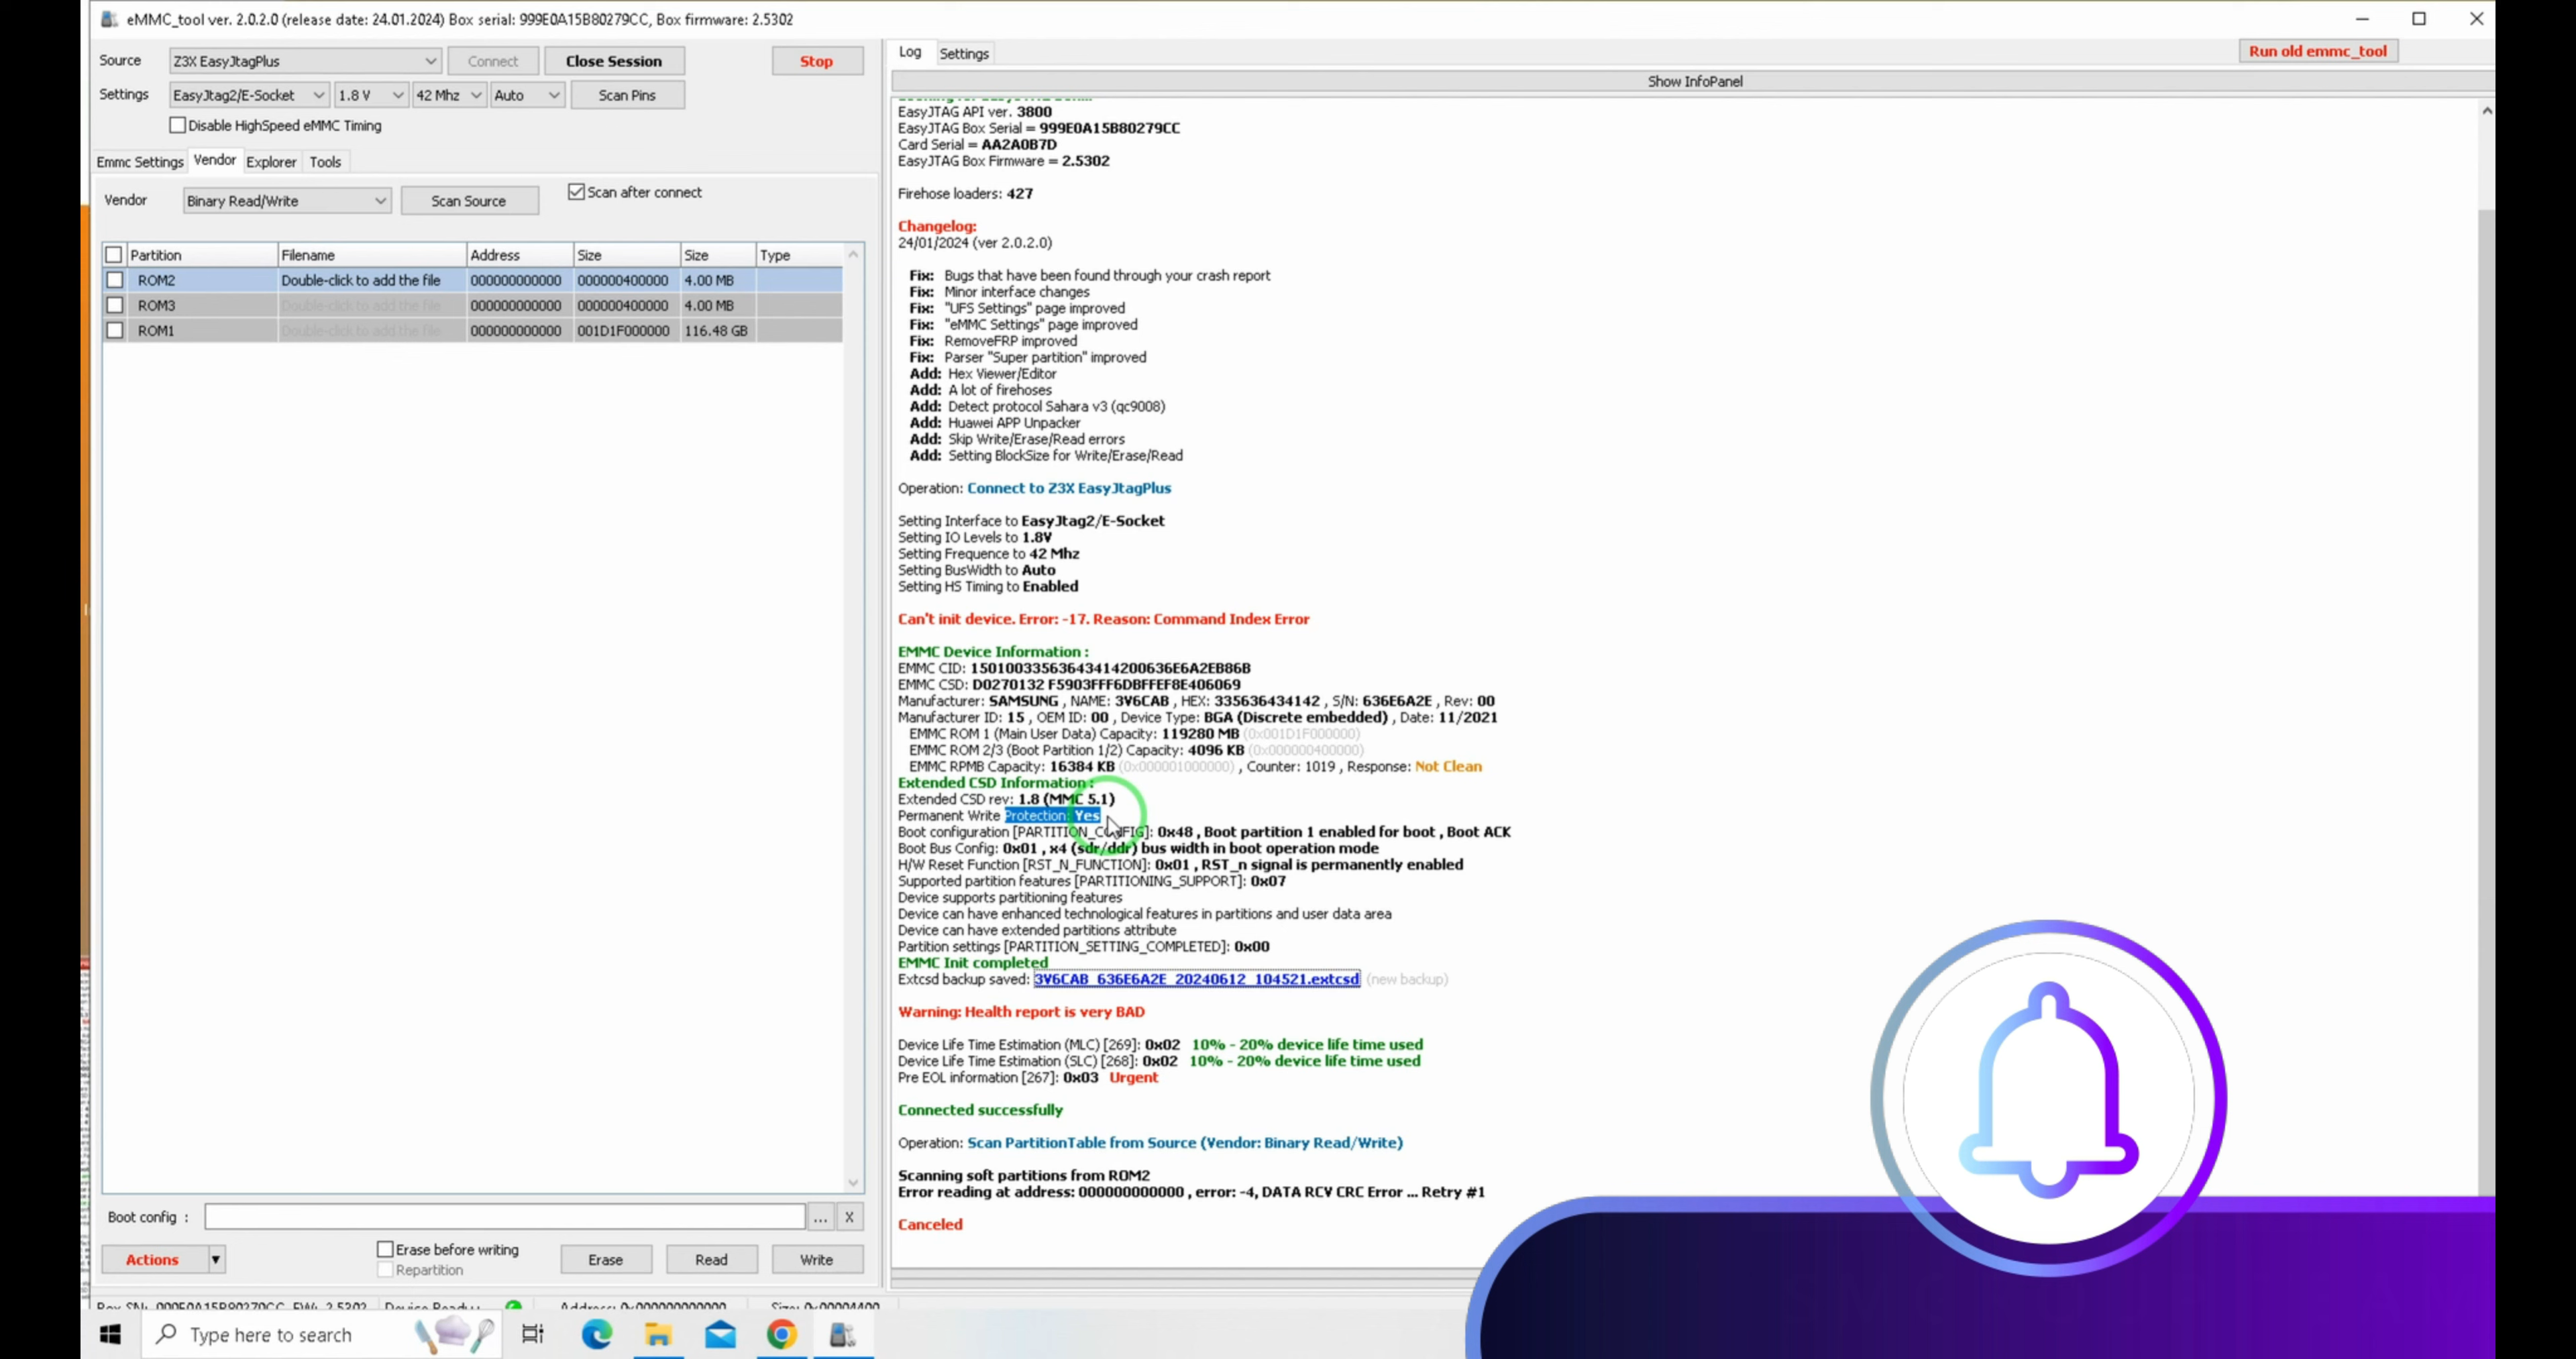 eMMC_tool ver. 2.0.2.0 (release date: 24.01.2024) Box serial: 999E0A15B80279CC, Box firmware: 2.5302
Source Z3X EasyJtagPlus Connect Close Session Stop
Settings EasyJtag2/E-Socket 1.8 V 42 Mhz Auto Scan Pins
Disable HighSpeed eMMC Timing
Emmc Settings Vendor Explorer Tools
Vendor Binary Read/Write Scan Source Scan after connect
Partition Filename Address Size Size Type
ROM2 Double-click to add the file 000000000000 000000400000 4.00 MB
ROM3 Double-click to add the file 000000000000 000000400000 4.00 MB
ROM1 Double-click to add the file 000000000000 001D1F000000 116.48 GB
Boot config :  ... X
Actions Erase before writing Erase Read Write
Repartition
Log Settings Run old emmc_tool
Show InfoPanel
EasyJTAG API ver. 3800
EasyJTAG Box Serial = 999E0A15B80279CC
Card Serial = AA2A0B7D
EasyJTAG Box Firmware = 2.5302
Firehose loaders: 427
Changelog:
24/01/2024 (ver 2.0.2.0)
Fix: Bugs that have been found through your crash report
Fix: Minor interface changes
Fix: "UFS Settings" page improved
Fix: "eMMC Settings" page improved
Fix: RemoveFRP improved
Fix: Parser "Super partition" improved
Add: Hex Viewer/Editor
Add: A lot of firehoses
Add: Detect protocol Sahara v3 (qc9008)
Add: Huawei APP Unpacker
Add: Skip Write/Erase/Read errors
Add: Setting BlockSize for Write/Erase/Read
Operation: Connect to Z3X EasyJtagPlus
Setting Interface to EasyJtag2/E-Socket
Setting IO Levels to 1.8V
Setting Frequence to 42 Mhz
Setting BusWidth to Auto
Setting HS Timing to Enabled
Can't init device. Error: -17. Reason: Command Index Error
EMMC Device Information :
EMMC CID: 15010033563643414200636E6A2EB86B
EMMC CSD: D0270132 F5903FFF6DBFFEF8E406069
Manufacturer: SAMSUNG , NAME: 3V6CAB , HEX: 335636434142 , S/N: 636E6A2E , Rev: 00
Manufacturer ID: 15 , OEM ID: 00 , Device Type: BGA (Discrete embedded) , Date: 11/2021
EMMC ROM 1 (Main User Data) Capacity: 119280 MB (0x001D1F000000)
EMMC ROM 2/3 (Boot Partition 1/2) Capacity: 4096 KB (0x000000400000)
EMMC RPMB Capacity: 16384 KB (0x000001000000) , Counter: 1019 , Response: Not Clean
Extended CSD Information :
Extended CSD rev: 1.8 (MMC 5.1)
Permanent Write Protection: Yes
Boot configuration [PARTITION_CONFIG]: 0x48 , Boot partition 1 enabled for boot , Boot ACK
Boot Bus Config: 0x01 , x4 (sdr/ddr) bus width in boot operation mode
H/W Reset Function [RST_N_FUNCTION]: 0x01 , RST_n signal is permanently enabled
Supported partition features [PARTITIONING_SUPPORT]: 0x07
Device supports partitioning features
Device can have enhanced technological features in partitions and user data area
Device can have extended partitions attribute
Partition settings [PARTITION_SETTING_COMPLETED]: 0x00
EMMC Init completed
Extcsd backup saved: 3V6CAB_636E6A2E_20240612_104521.extcsd (new backup)
Warning: Health report is very BAD
Device Life Time Estimation (MLC) [269]: 0x02 10% - 20% device life time used
Device Life Time Estimation (SLC) [268]: 0x02 10% - 20% device life time used
Pre EOL information [267]: 0x03 Urgent
Connected successfully
Operation: Scan PartitionTable from Source (Vendor: Binary Read/Write)
Scanning soft partitions from ROM2
Error reading at address: 000000000000 , error: -4, DATA RCV CRC Error ... Retry #1
Canceled
Type here to search